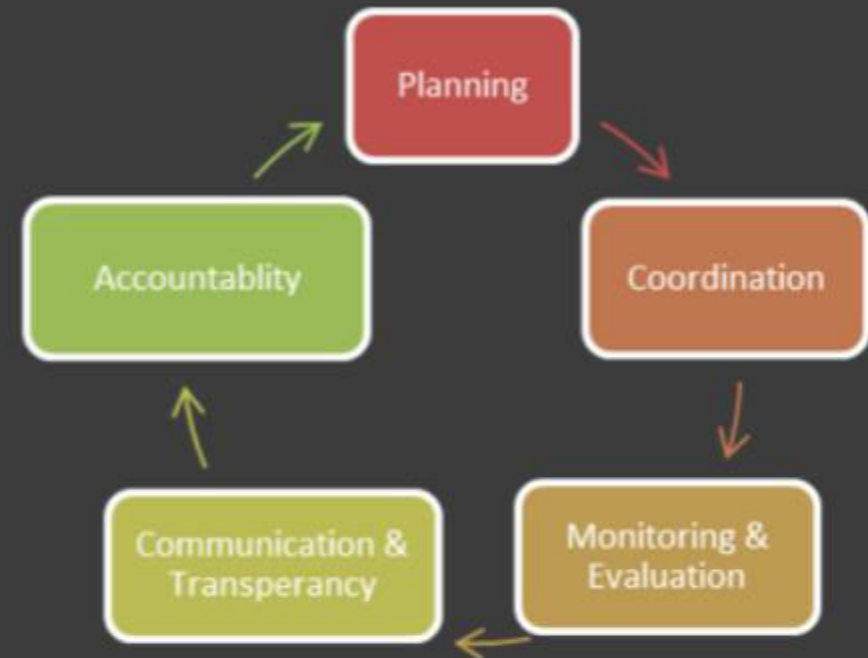 Planning
Coordination
Monitoring &
Evaluation
Communication &
Transperancy
Accountablity